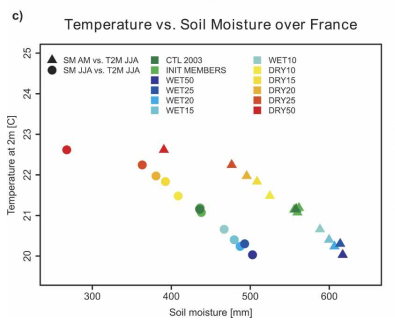 c)
Temperature vs. Soil Moisture over France
SM AM vs. T2M JJA
SM JJA vs. T2M JJA
CTL 2003
INIT MEMBERS
WET50
WET25
WET20
WET15
WET10
DRY10
DRY15
DRY20
DRY25
DRY50
Temperature at 2m [C]
25
24
23
22
21
20
300 400 500 600
Soil moisture [mm]